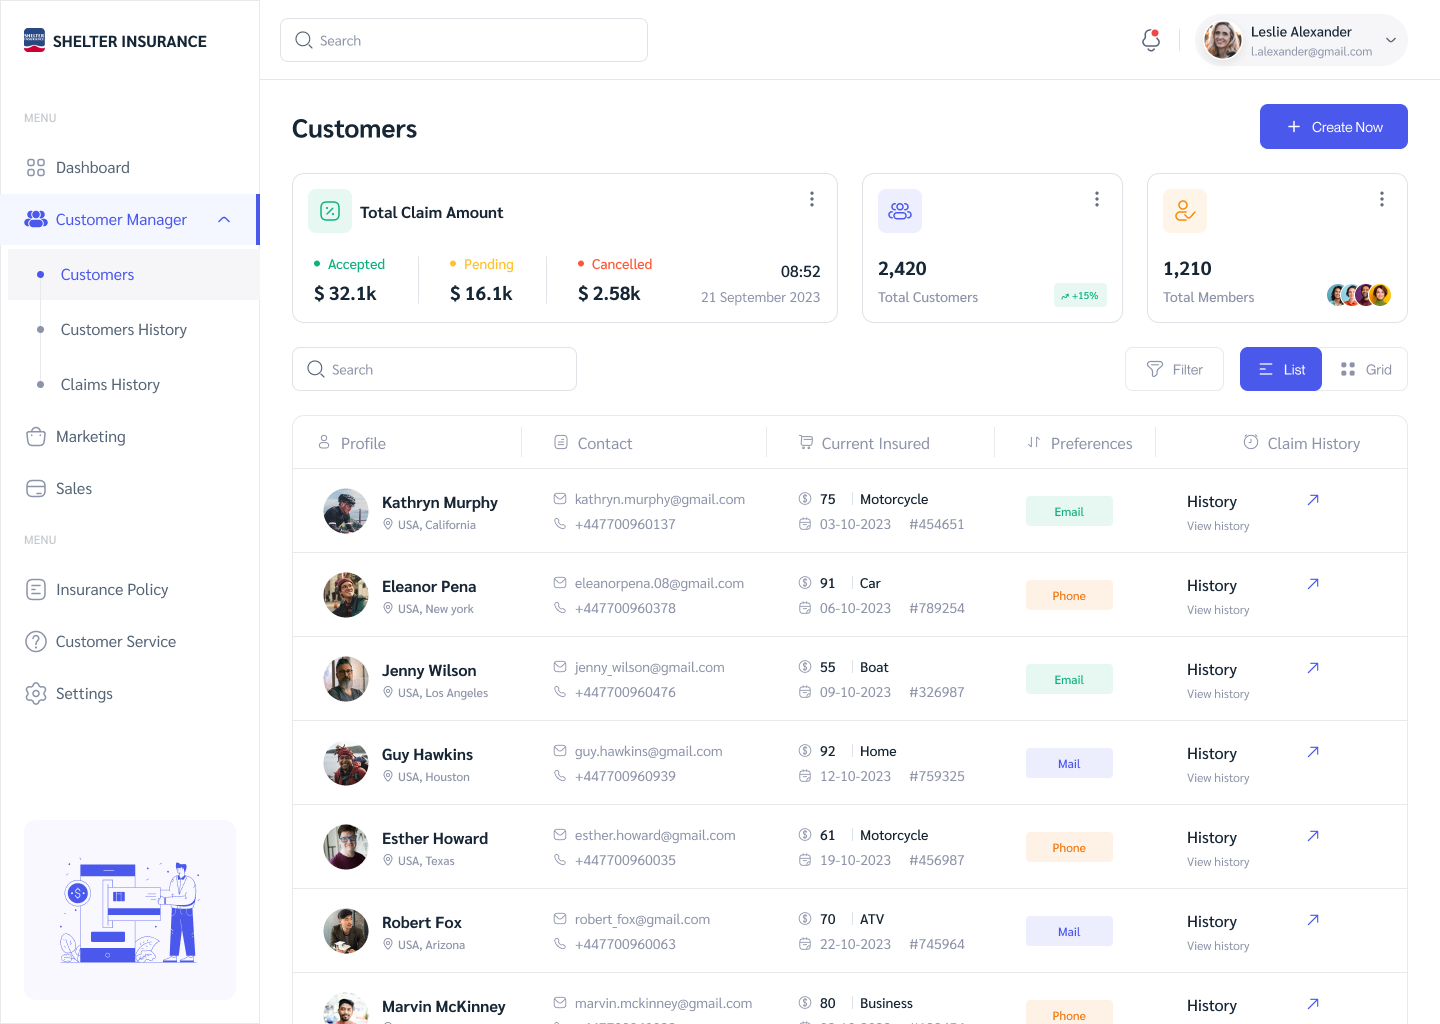 SHELTER INSURANCE
Search
Leslie Alexander
l.alexander@gmail.com
MENU
Dashboard
Customer Manager
Customers
Customers History
Claims History
Marketing
Sales
MENU
Insurance Policy
Customer Service
Settings
Customers
Create Now
Total Claim Amount
Accepted
$ 32.1k
Pending
$ 16.1k
Cancelled
$ 2.58k
08:52
21 September 2023
2,420
Total Customers
+15%
1,210
Total Members
Search
Filter
List
Grid
Profile Contact Current Insured Preferences Claim History
Kathryn Murphy
USA, California
kathryn.murphy@gmail.com
+447700960137
75 Motorcycle
03-10-2023 #454651
Email
History
View history
Eleanor Pena
USA, New york
eleanorpena.08@gmail.com
+447700960378
91 Car
06-10-2023 #789254
Phone
History
View history
Jenny Wilson
USA, Los Angeles
jenny_wilson@gmail.com
+447700960476
55 Boat
09-10-2023 #326987
Email
History
View history
Guy Hawkins
USA, Houston
guy.hawkins@gmail.com
+447700960939
92 Home
12-10-2023 #759325
Mail
History
View history
Esther Howard
USA, Texas
esther.howard@gmail.com
+447700960035
61 Motorcycle
19-10-2023 #456987
Phone
History
View history
Robert Fox
USA, Arizona
robert_fox@gmail.com
+447700960063
70 ATV
22-10-2023 #745964
Mail
History
View history
Marvin McKinney
marvin.mckinney@gmail.com
80 Business
Phone
History